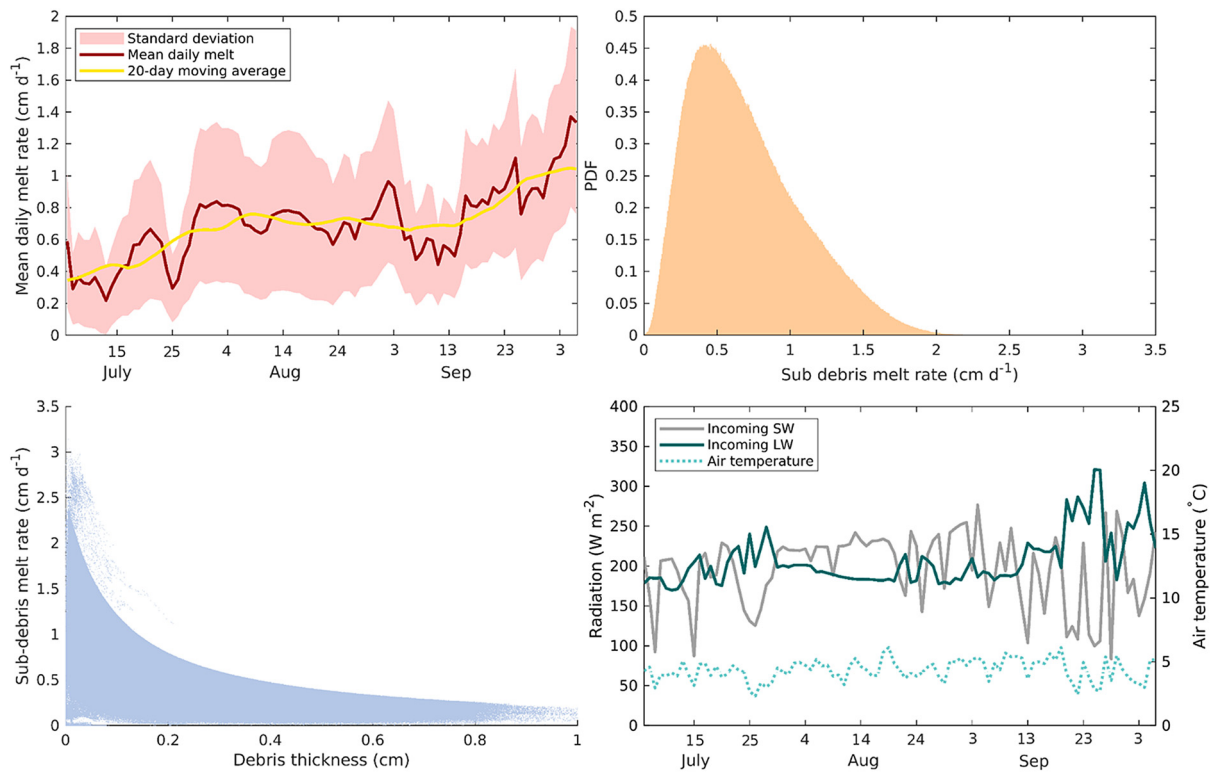 2
1.8
1.6
1.4
1.2
1
0.8
0.6
0.4
0.2
0
Mean daily melt rate (cm d-1)
Standard deviation
Mean daily melt
20-day moving average
15 25 4 14 24 3 13 23 3
July Aug Sep
0.5
0.45
0.4
0.35
0.3
0.25
0.2
0.15
0.1
0.05
0
PDF
0 0.5 1 1.5 2 2.5 3 3.5
Sub debris melt rate (cm d-1)
3.5
3
2.5
2
1.5
1
0.5
0
Sub-debris melt rate (cm d-1)
0 0.2 0.4 0.6 0.8 1
Debris thickness (cm)
400
350
300
250
200
150
100
50
0
Radiation (W m-2)
Incoming SW
Incoming LW
Air temperature
25
20
15
10
5
0
Air temperature (°C)
15 25 4 14 24 3 13 23 3
July Aug Sep